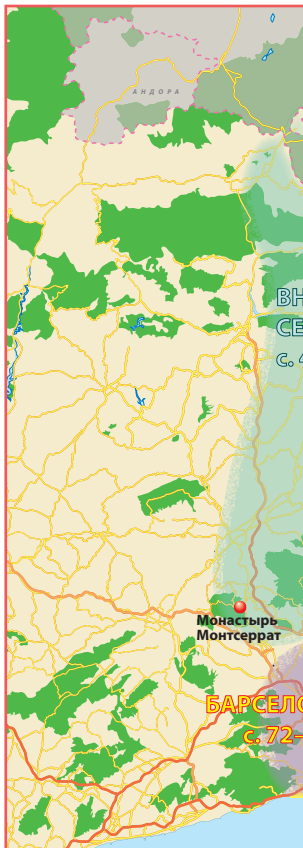 АНДОРА
ВН
СЕ
с. 4
Монастырь
Монтсеррат
БАРСЕЛО
с. 72–